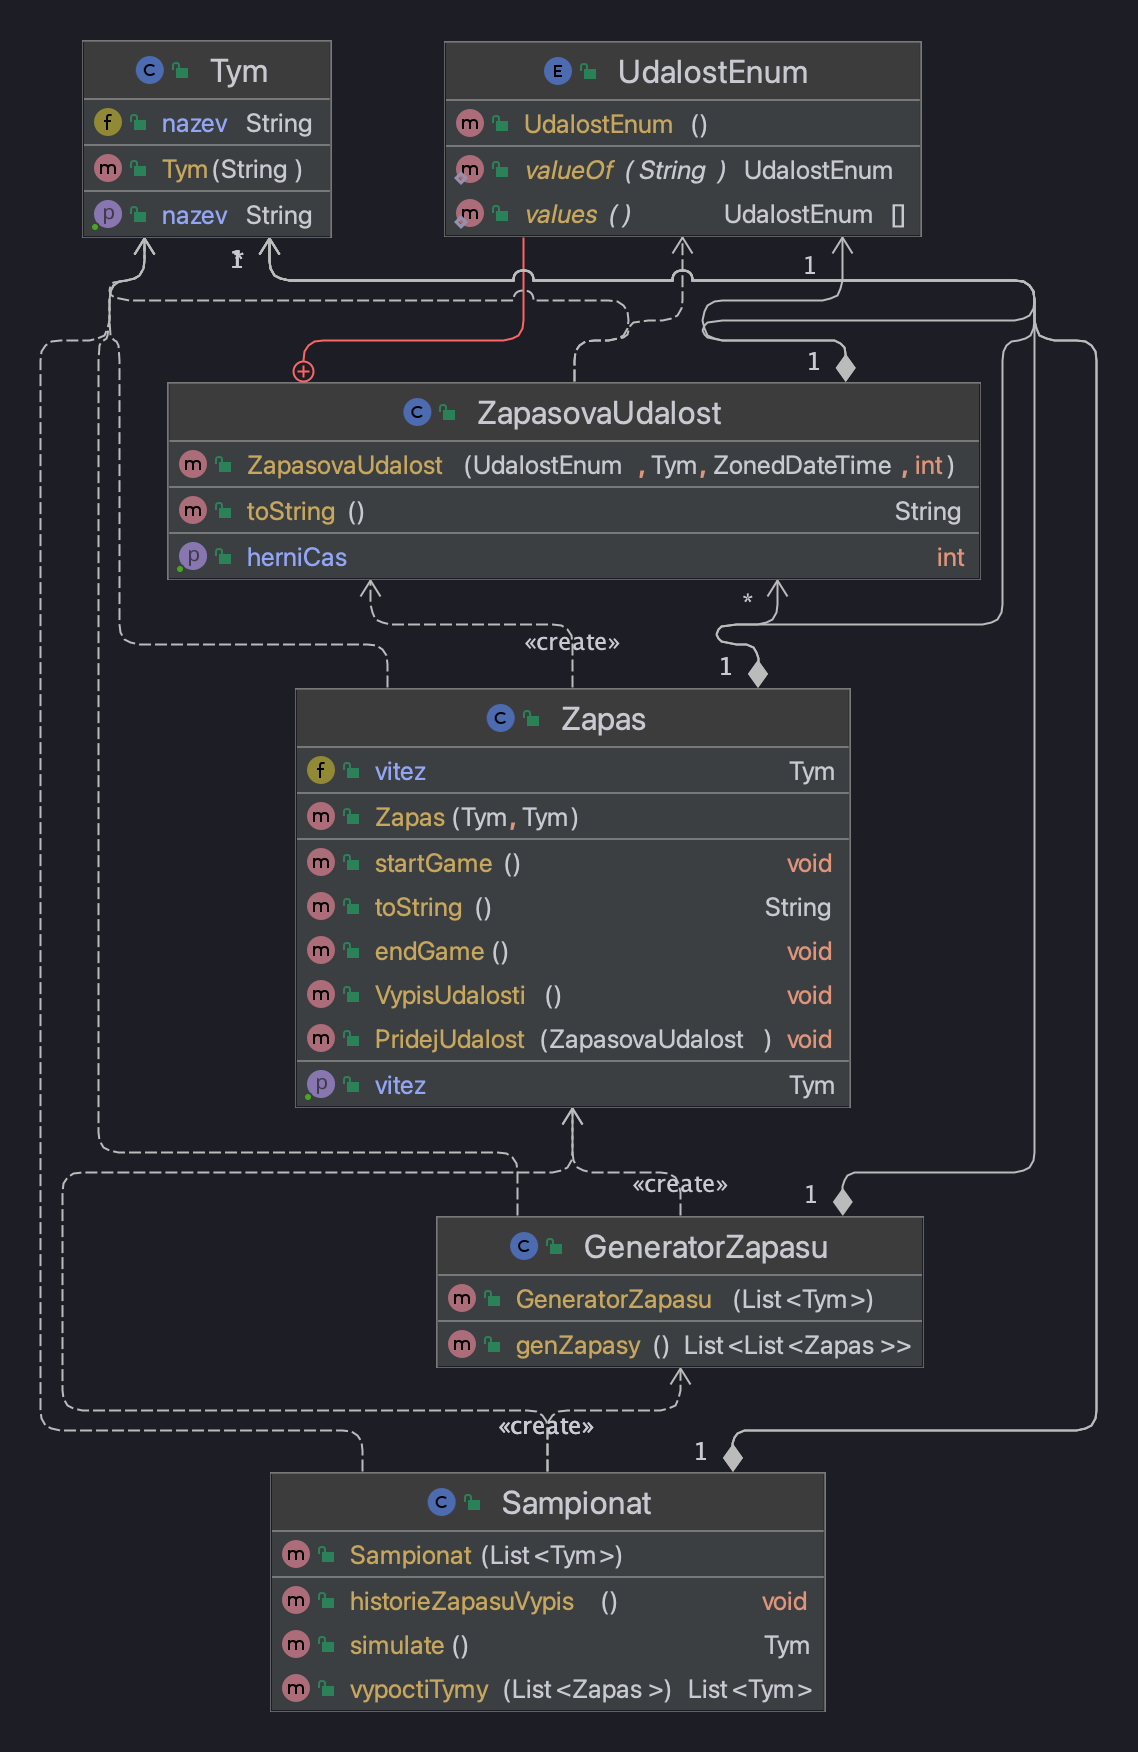 Tym
nazev String
Tym(String)
nazev String
UdalostEnum
UdalostEnum ()
valueOf (String) UdalostEnum
values () UdalostEnum []
1
*
1
1
ZapasovaUdalost
ZapasovaUdalost (UdalostEnum, Tym, ZonedDateTime, int)
toString () String
herniCas int
*
«create»
1
Zapas
vitez Tym
Zapas (Tym, Tym)
startGame () void
toString () String
endGame () void
VypisUdalosti () void
PridejUdalost (ZapasovaUdalost) void
vitez Tym
«create»
1
GeneratorZapasu
GeneratorZapasu (List<Tym>)
genZapasy () List<List<Zapas>>
«create»
1
Sampionat
Sampionat (List<Tym>)
historieZapasuVypis () void
simulate () Tym
vypoctiTymy (List<Zapas>) List<Tym>